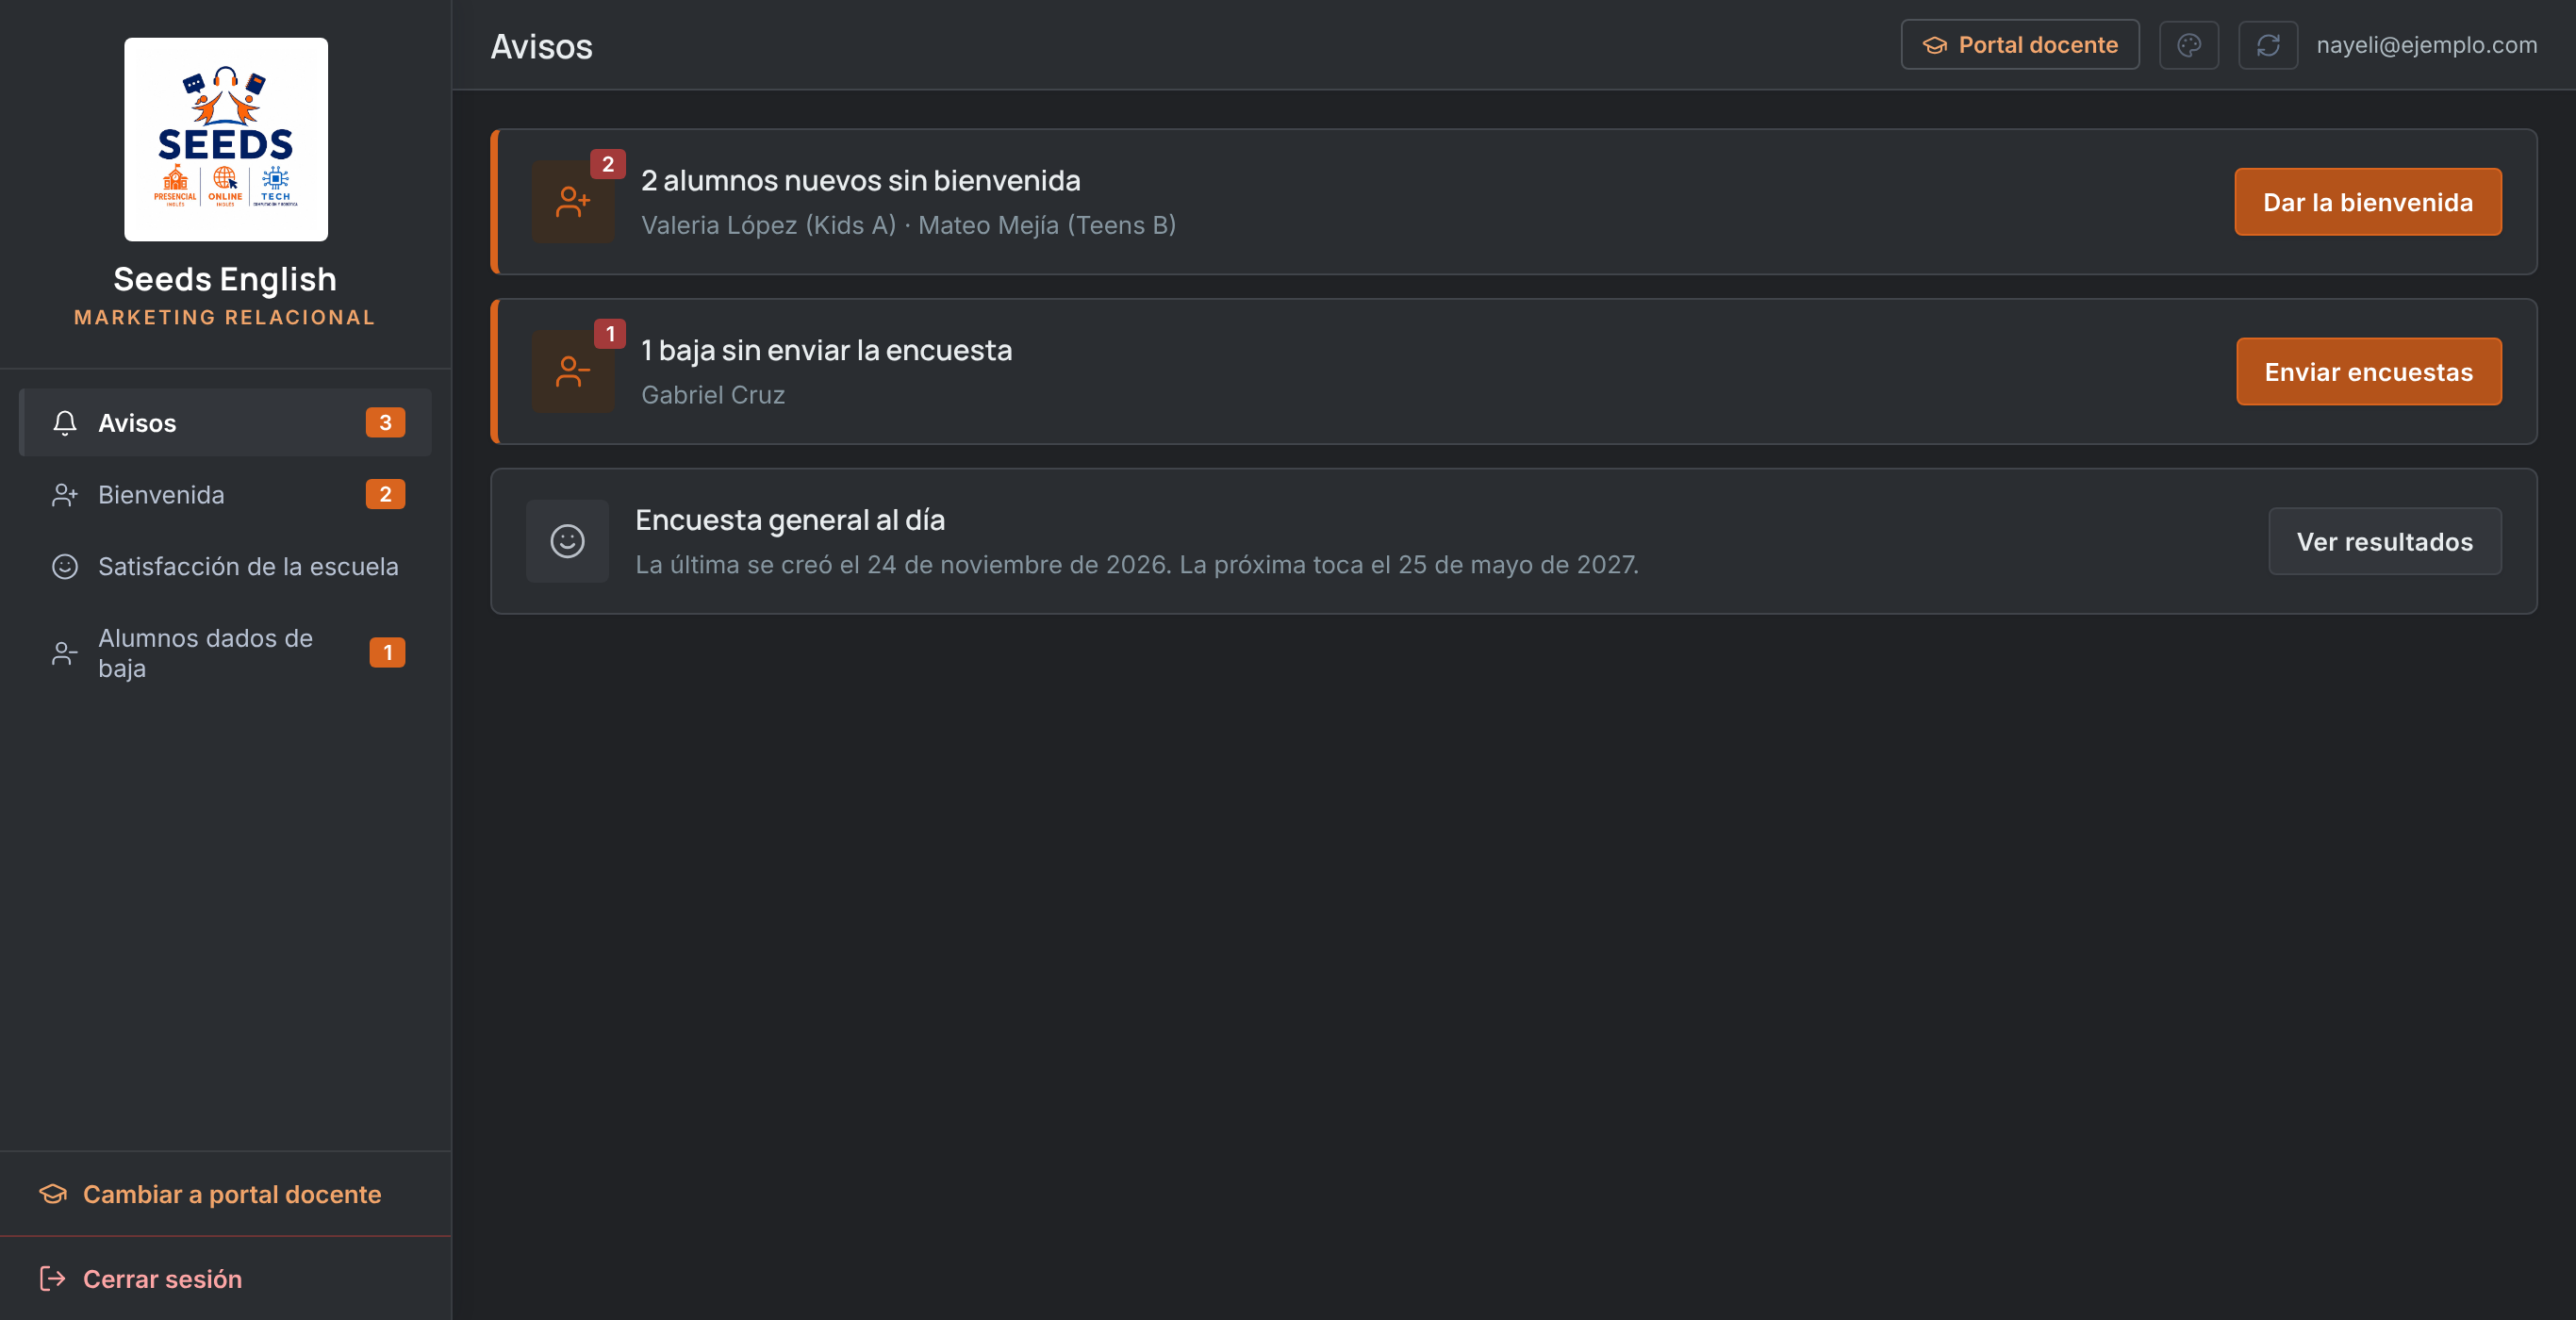 SEEDS
PRESENCIAL
INGLÉS
ONLINE
INGLÉS
TECH
COMPUTACIÓN Y ROBÓTICA
Seeds English
MARKETING RELACIONAL
Avisos 3
Bienvenida 2
Satisfacción de la escuela
Alumnos dados de
baja 1
Cambiar a portal docente
Cerrar sesión
Avisos
Portal docente
nayeli@ejemplo.com
2
2 alumnos nuevos sin bienvenida
Valeria López (Kids A) · Mateo Mejía (Teens B)
Dar la bienvenida
1
1 baja sin enviar la encuesta
Gabriel Cruz
Enviar encuestas
Encuesta general al día
La última se creó el 24 de noviembre de 2026. La próxima toca el 25 de mayo de 2027.
Ver resultados